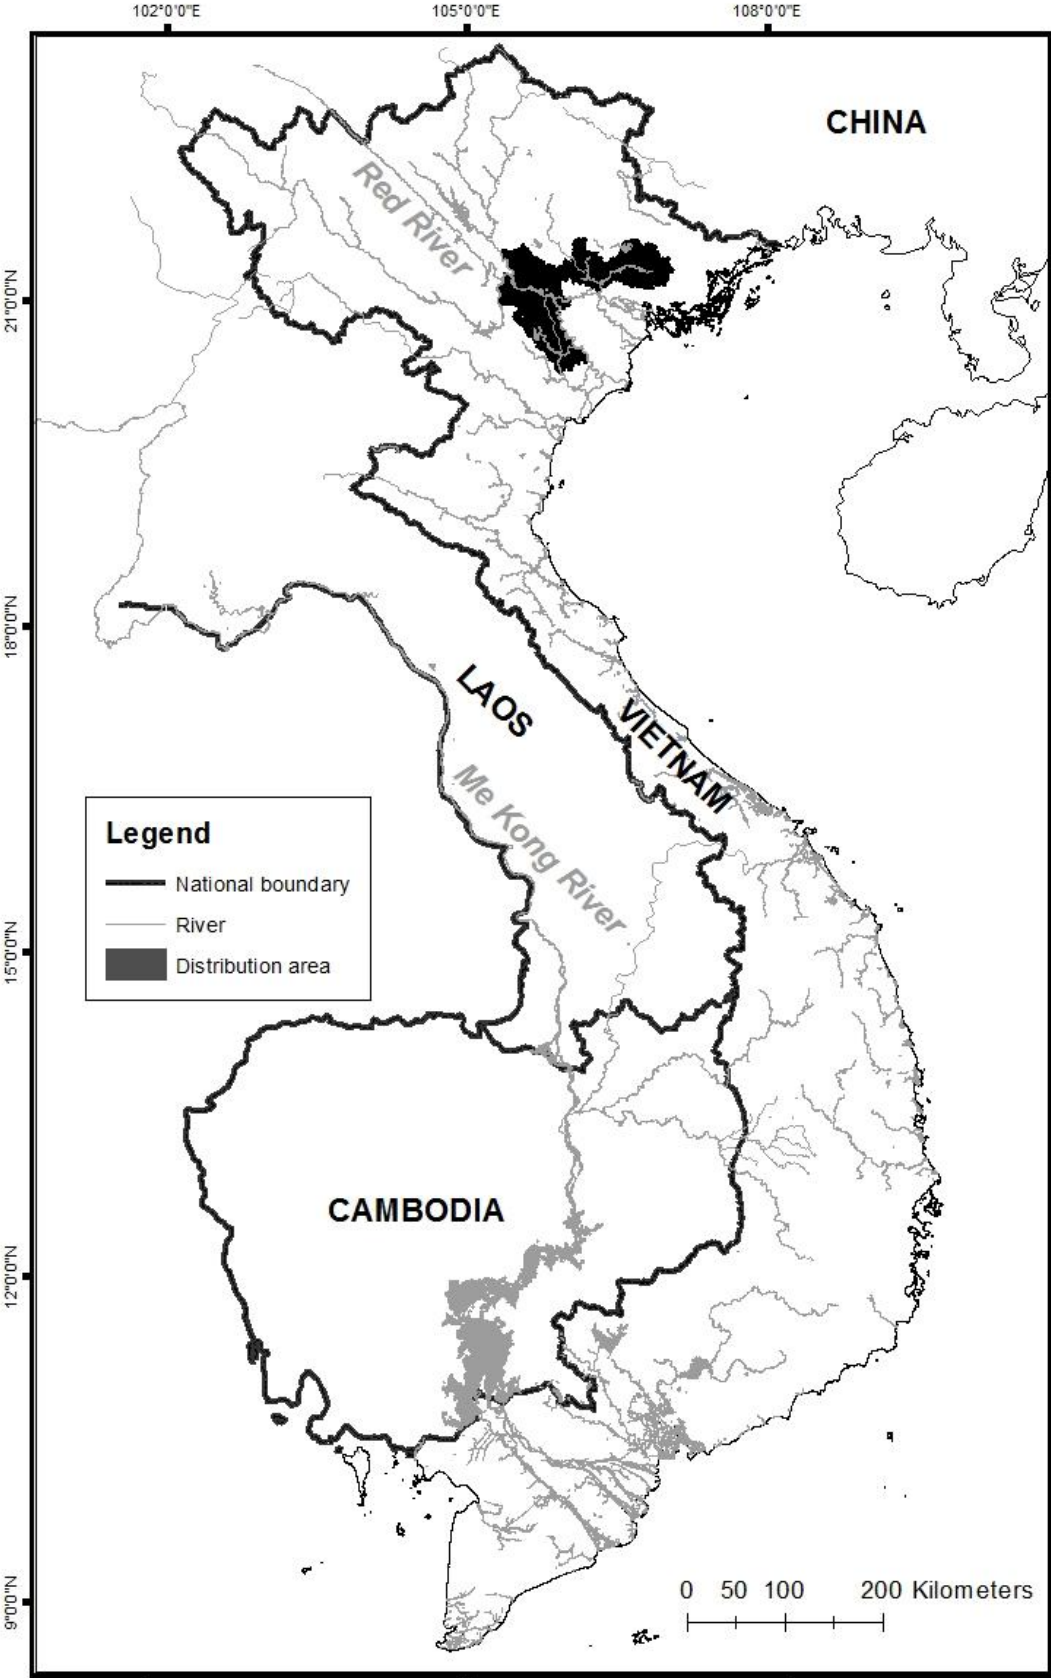 102°0'0"E
105°0'0"E
108°0'0"E
CHINA
Red River
21°0'0"N
18°0'0"N
LAOS
VIETNAM
Me Kong River
Legend
National boundary
River
Distribution area
15°0'0"N
CAMBODIA
12°0'0"N
9°0'0"N
0 50 100 200 Kilometers